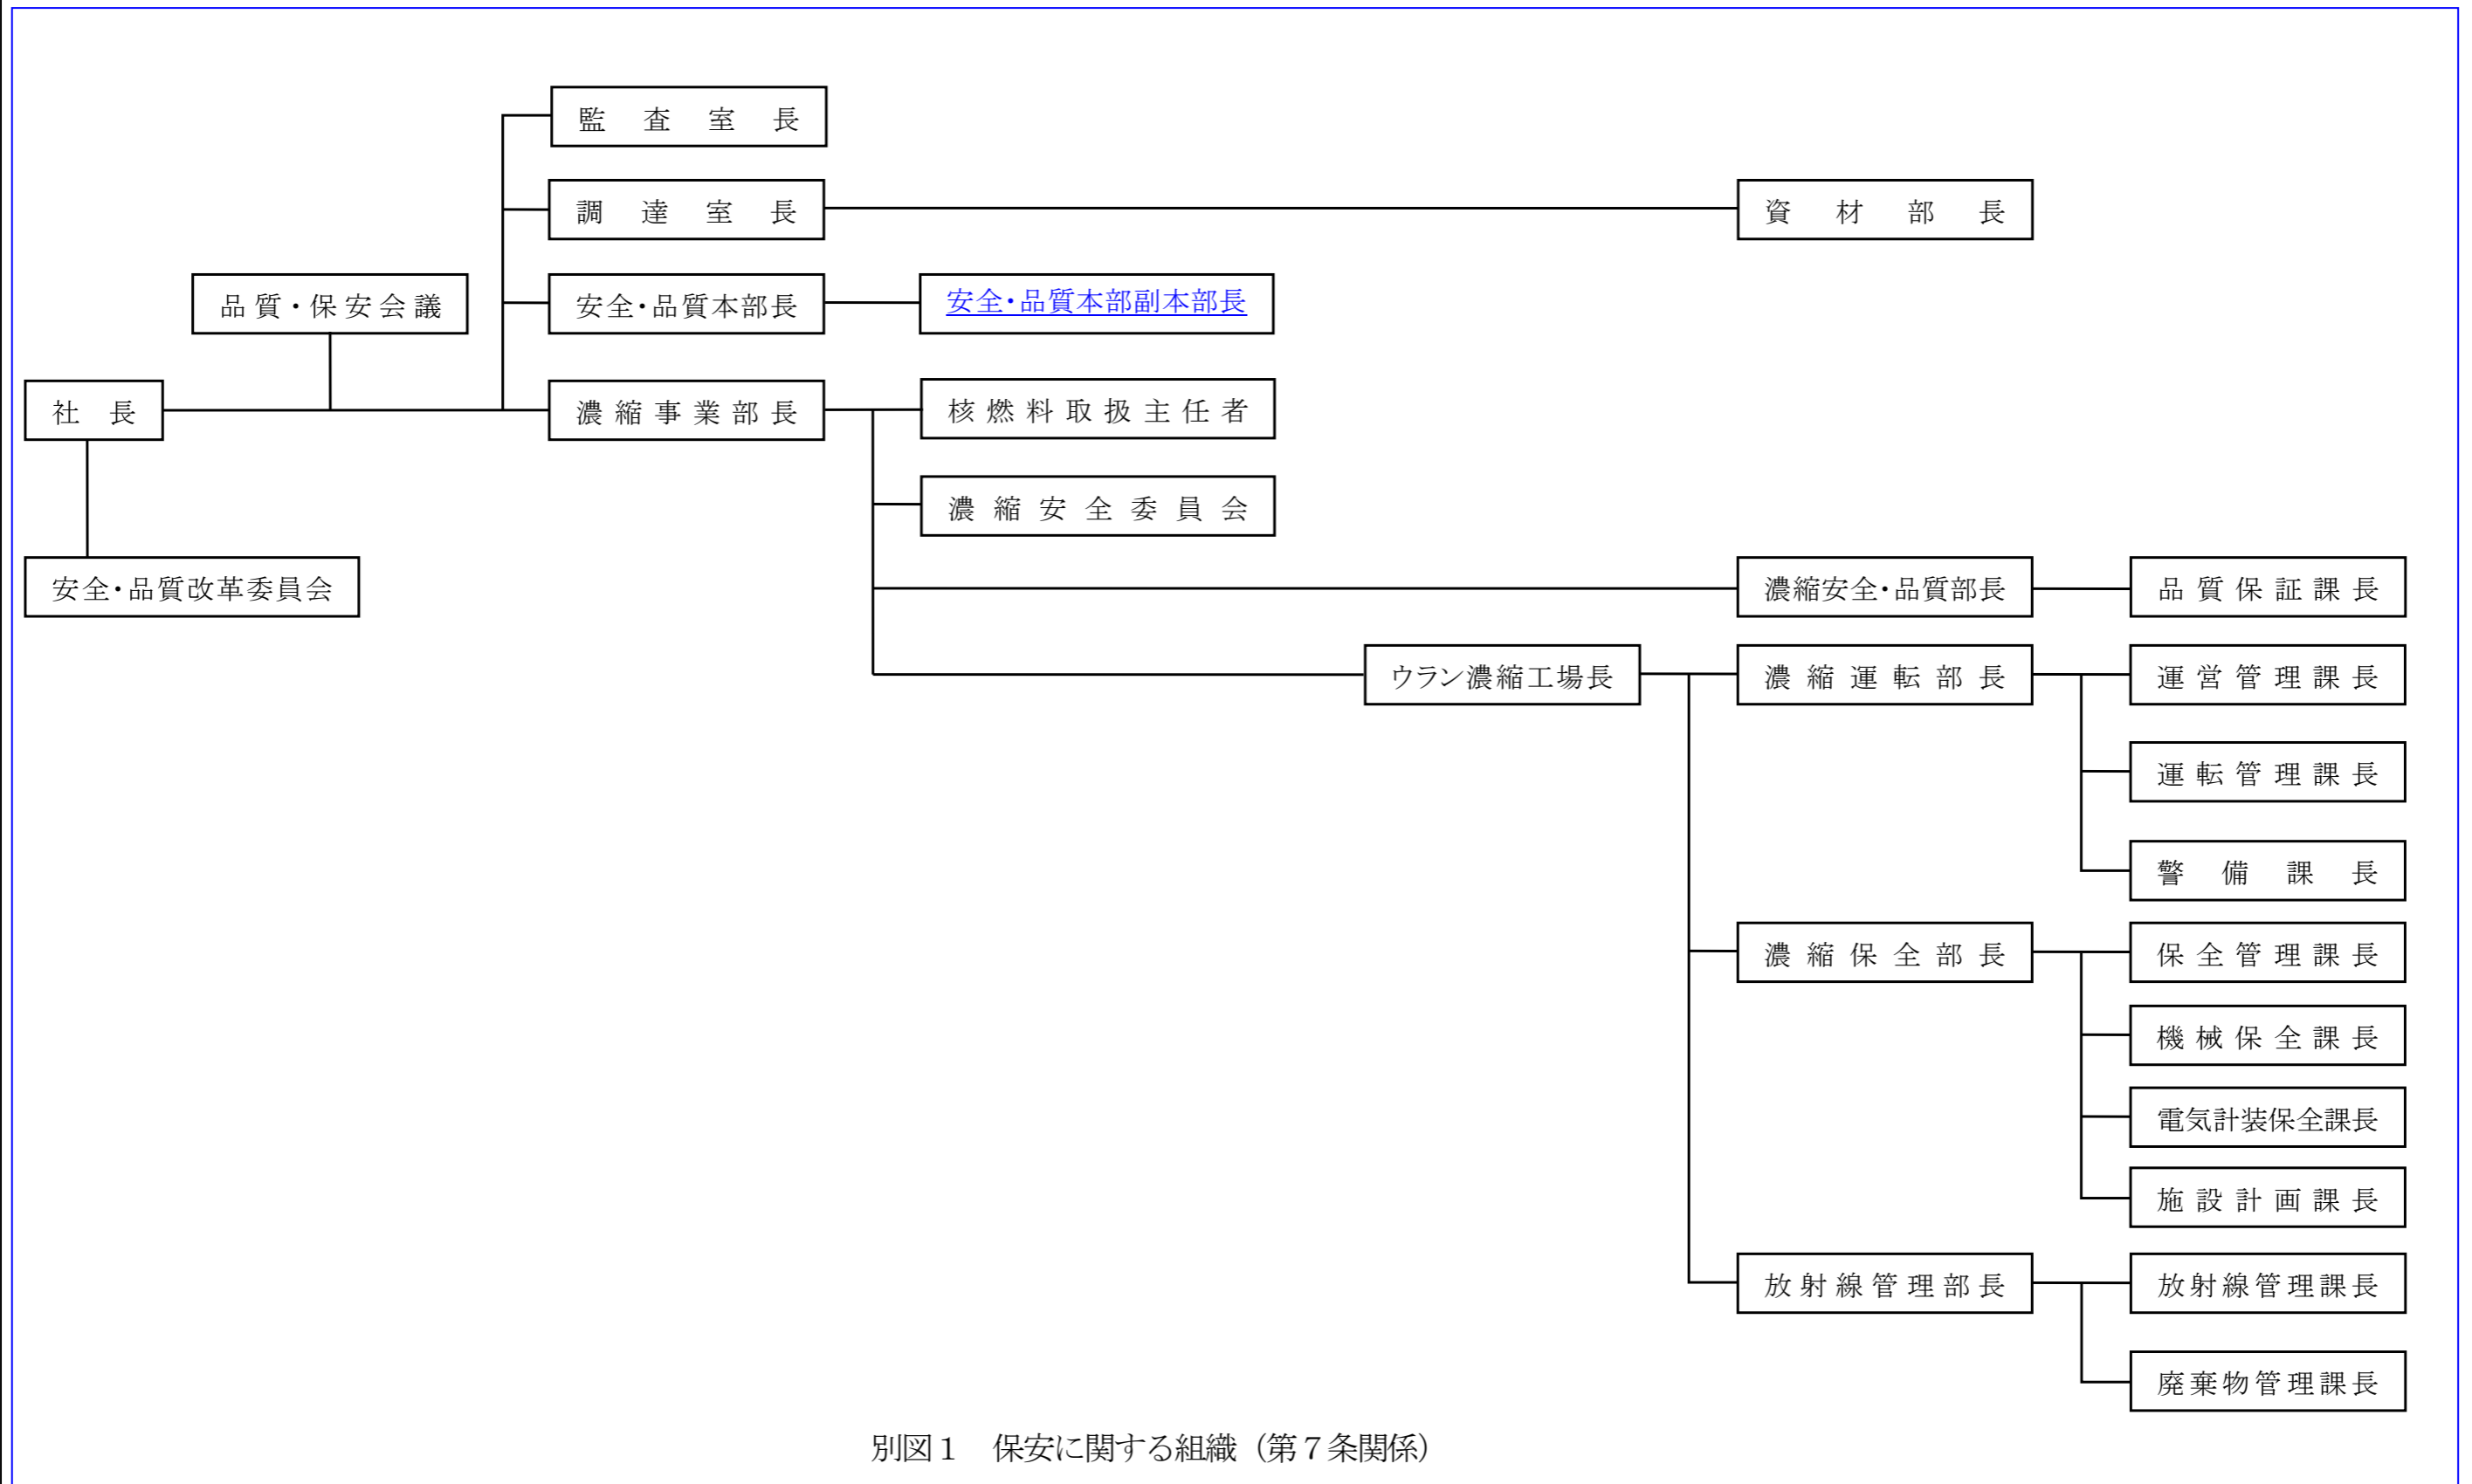 監査室長
調達室長
資材部長
品質・保安会議
安全・品質本部長
安全・品質本部副本部長
社長
濃縮事業部長
核燃料取扱主任者
濃縮安全委員会
安全・品質改革委員会
濃縮安全・品質部長
品質保証課長
ウラン濃縮工場長
濃縮運転部長
運営管理課長
運転管理課長
警備課長
濃縮保全部長
保全管理課長
機械保全課長
電気計装保全課長
施設計画課長
放射線管理部長
放射線管理課長
廃棄物管理課長
別図1　保安に関する組織（第7条関係）